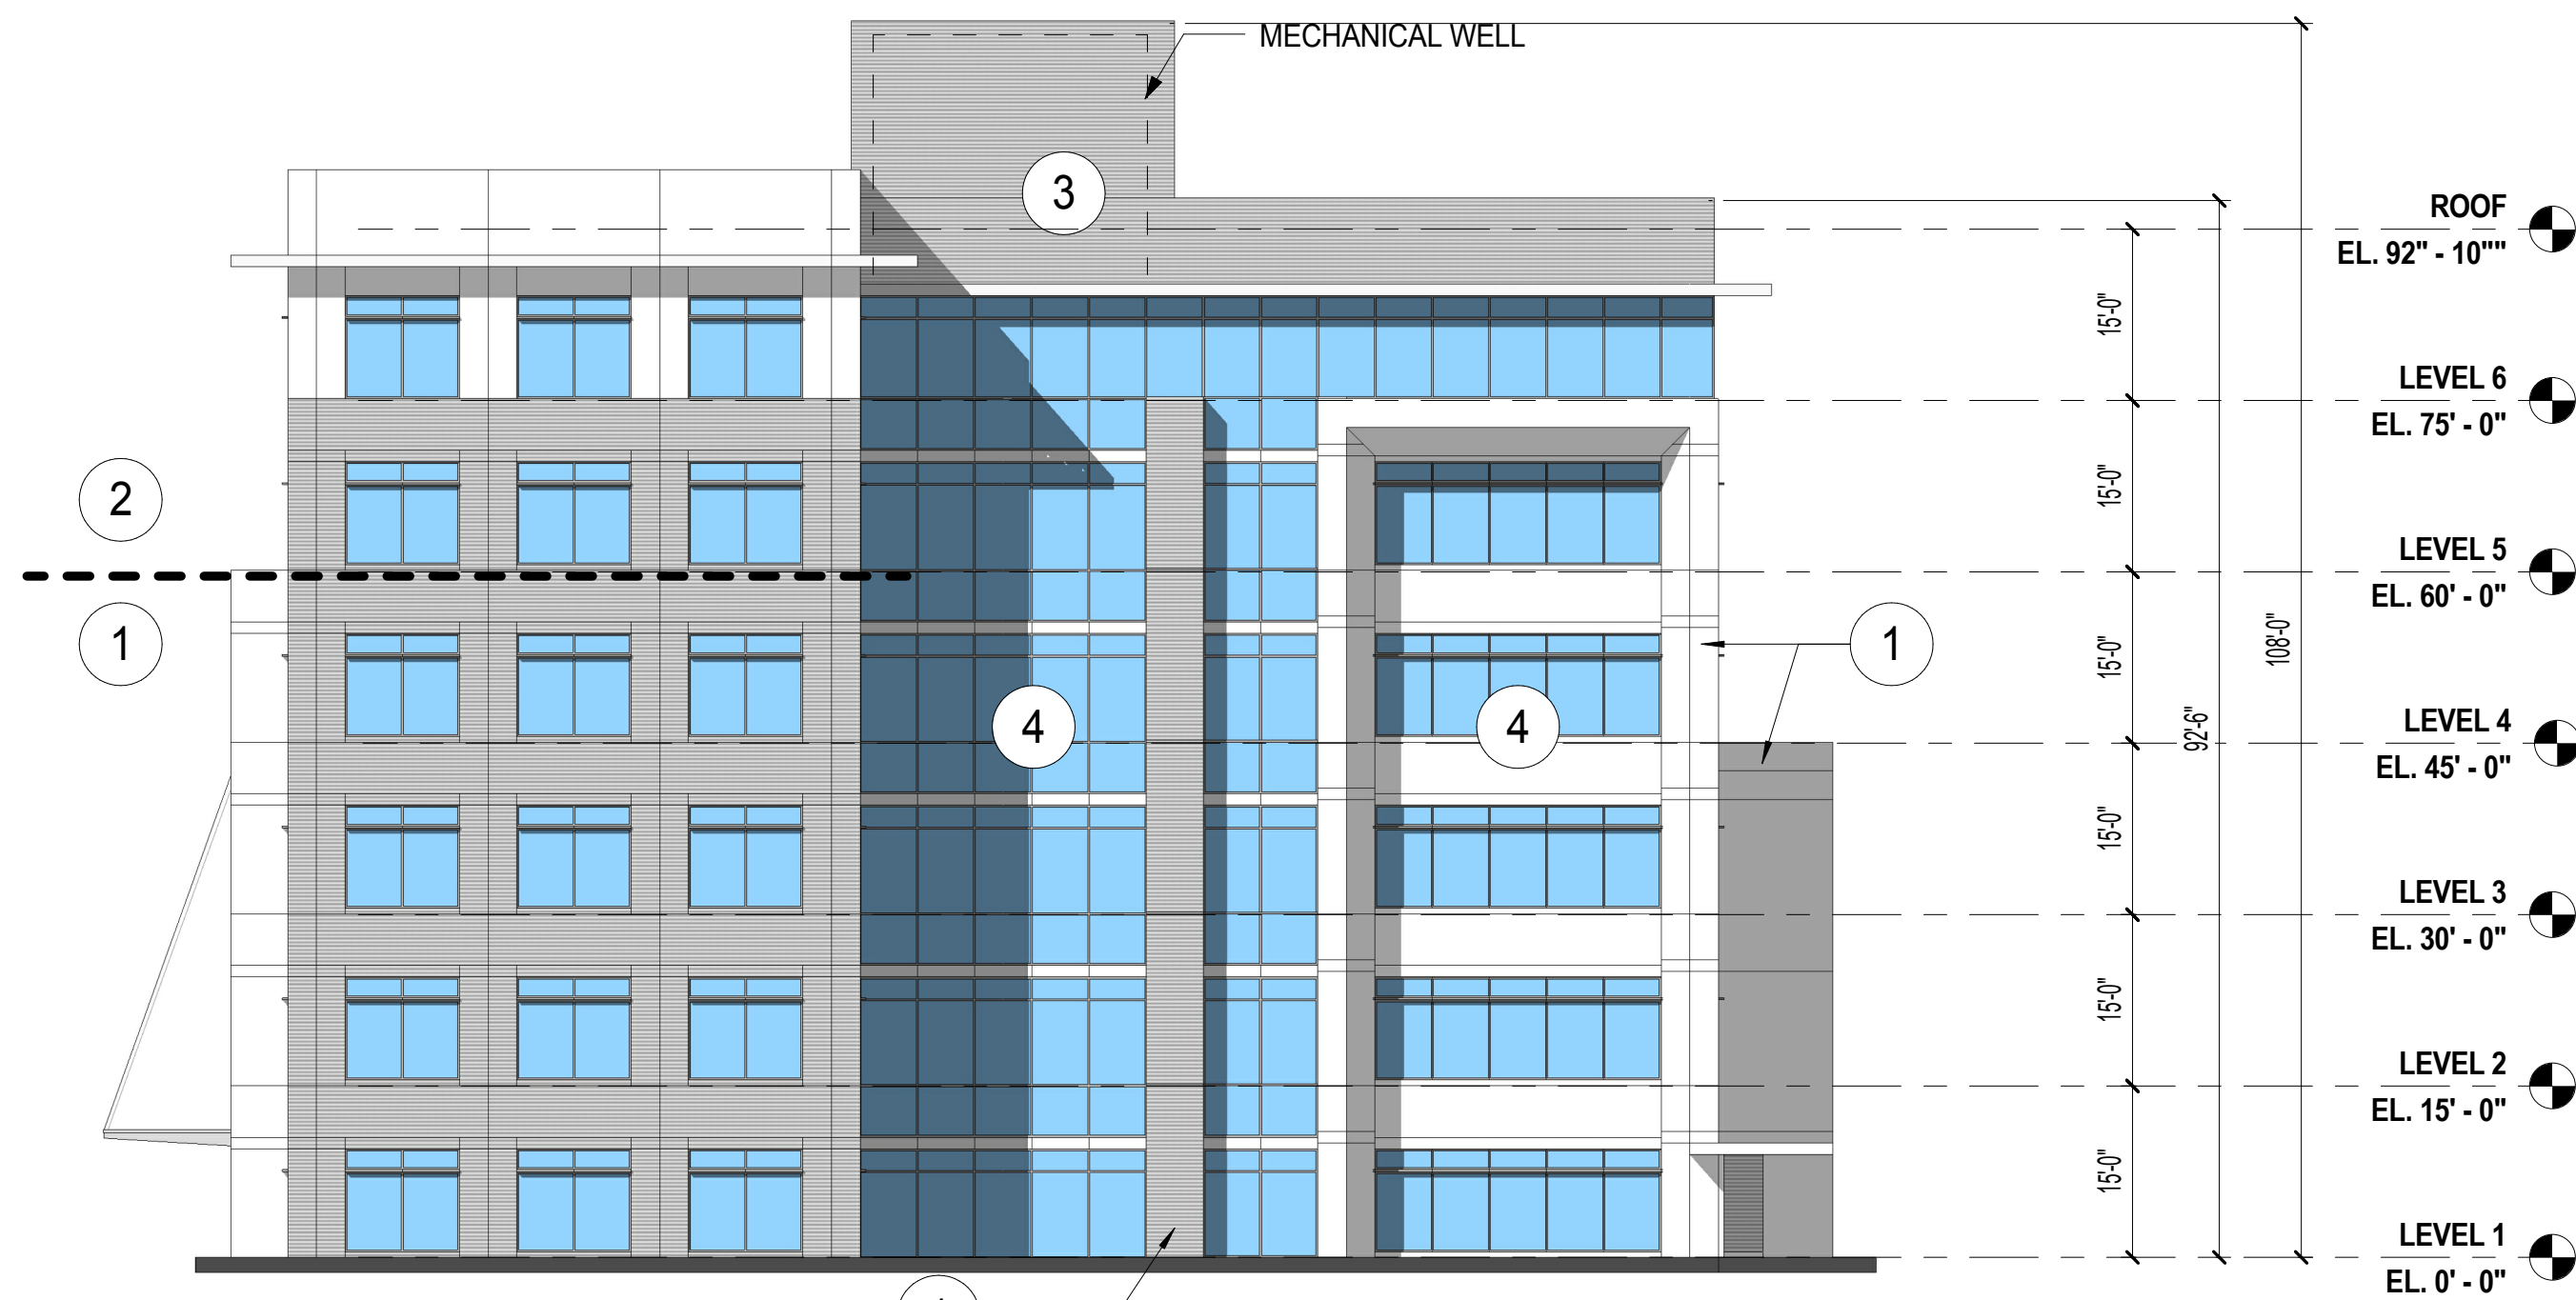 MECHANICAL WELL
3
ROOF
EL. 92" - 10""
15'-0"
LEVEL 6
EL. 75' - 0"
15'-0"
2
LEVEL 5
EL. 60' - 0"
1
15'-0"
1
108'-0"
4
4
92'-6"
LEVEL 4
EL. 45' - 0"
15'-0"
LEVEL 3
EL. 30' - 0"
15'-0"
LEVEL 2
EL. 15' - 0"
15'-0"
LEVEL 1
EL. 0' - 0"